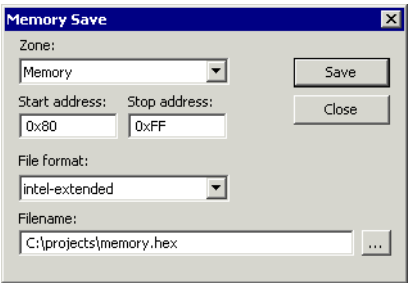 Memory Save
Zone:
Memory
Save
Start address: Stop address:
0x80 0xFF
Close
File format:
intel-extended
Filename:
C:\projects\memory.hex ...